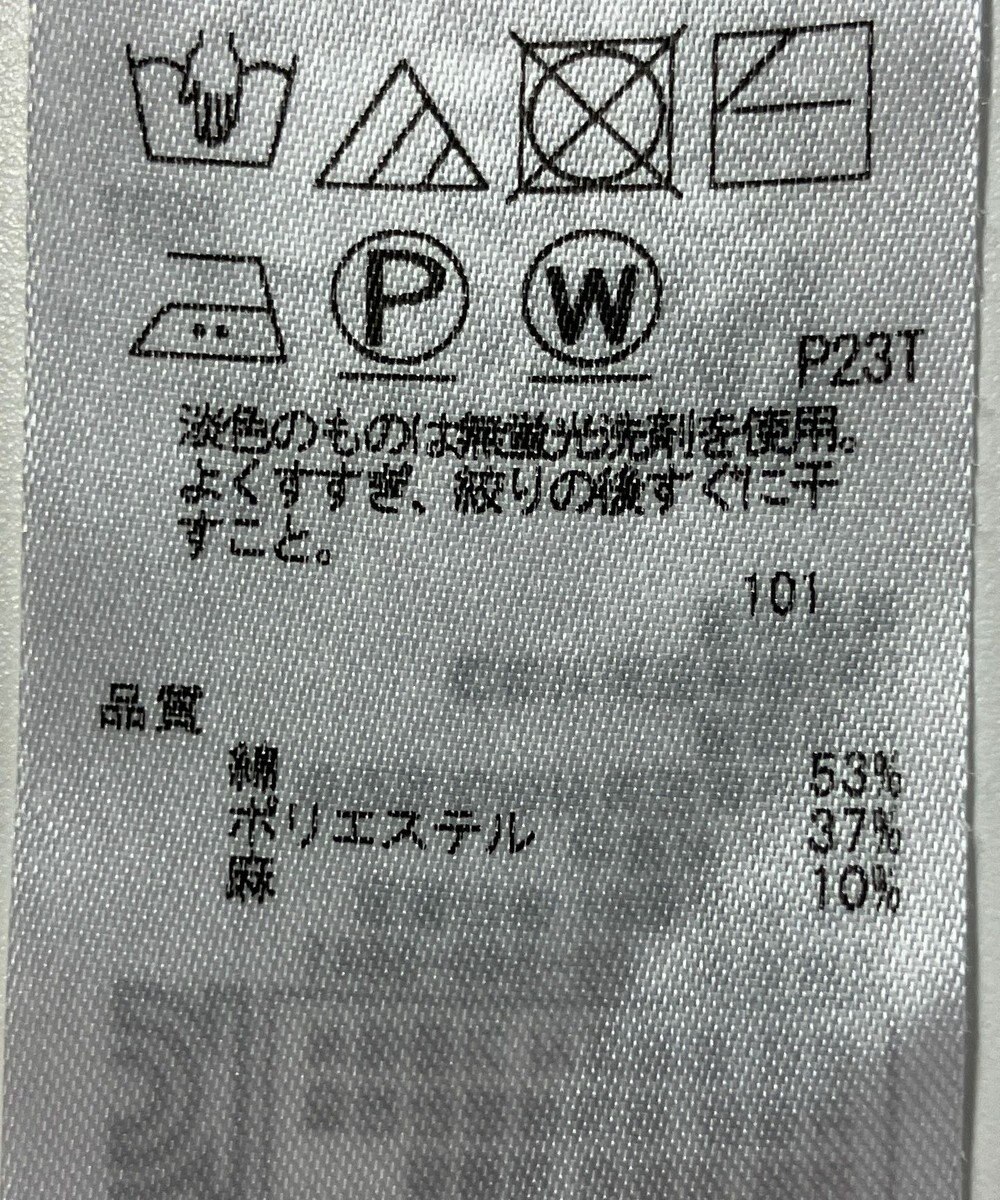 P
W
P23T
淡色のものは無蛍光洗剤を使用。
よくすすぎ、絞りの後すぐに干
すこと。
101
品質
綿 53%
ポリエステル 37%
麻 10%